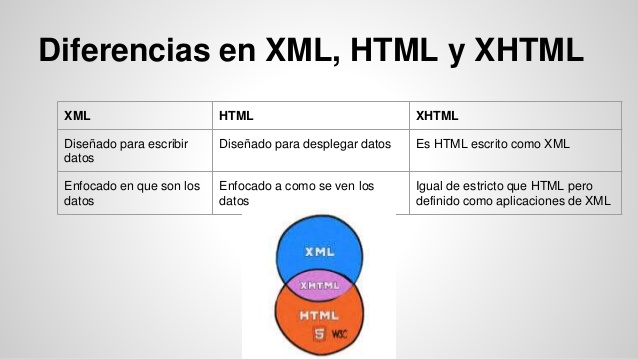 Diferencias en XML, HTML y XHTML
XML HTML XHTML
Diseñado para escribir datos
Diseñado para desplegar datos
Es HTML escrito como XML
Enfocado en que son los datos
Enfocado a como se ven los datos
Igual de estricto que HTML pero definido como aplicaciones de XML
XML
XHTML
HTML
5 W3C